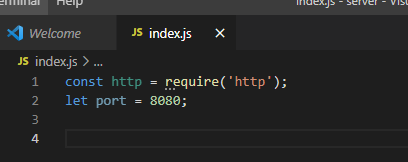 Terminal Help index.js - server - Visual
Welcome JS index.js ×
JS index.js > ...
1 const http = require('http');
2 let port = 8080;
3
4